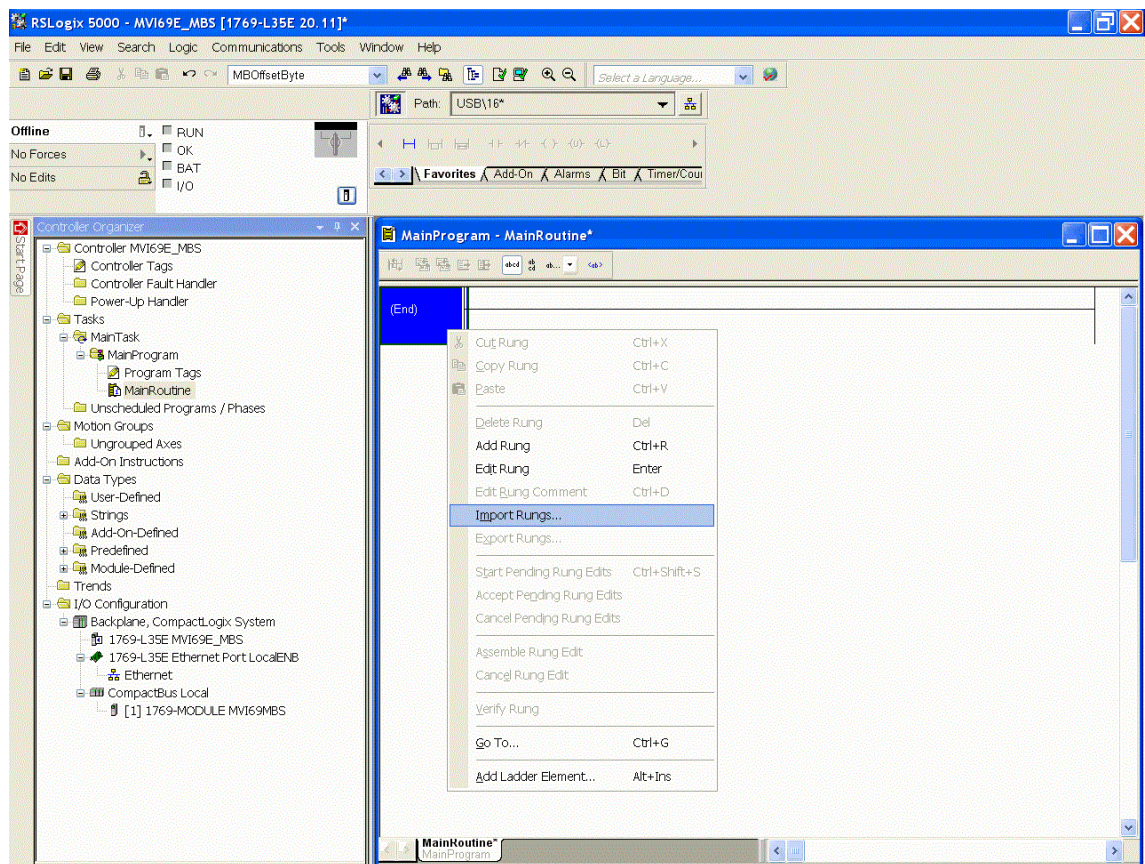 RSLogix 5000 - MVI69E_MBS [1769-L35E 20.11]*
File Edit View Search Logic Communications Tools Window Help
MBOffsetByte
Select a Language...
Path: USB\16*
Offline
RUN
No Forces
OK
No Edits
BAT
I/O
Favorites Add-On Alarms Bit Timer/Coun
Start Page
Controller Organizer
Controller MVI69E_MBS
Controller Tags
Controller Fault Handler
Power-Up Handler
Tasks
MainTask
MainProgram
Program Tags
MainRoutine
Unscheduled Programs / Phases
Motion Groups
Ungrouped Axes
Add-On Instructions
Data Types
User-Defined
Strings
Add-On-Defined
Predefined
Module-Defined
Trends
I/O Configuration
Backplane, CompactLogix System
1769-L35E MVI69E_MBS
1769-L35E Ethernet Port LocalENB
Ethernet
CompactBus Local
[1] 1769-MODULE MVI69MBS
MainProgram - MainRoutine*
(End)
Cut Rung Ctrl+X
Copy Rung Ctrl+C
Paste Ctrl+V
Delete Rung Del
Add Rung Ctrl+R
Edit Rung Enter
Edit Rung Comment Ctrl+D
Import Rungs...
Export Rungs...
Start Pending Rung Edits Ctrl+Shift+S
Accept Pending Rung Edits
Cancel Pending Rung Edits
Assemble Rung Edit
Cancel Rung Edit
Verify Rung
Go To... Ctrl+G
Add Ladder Element... Alt+Ins
MainRoutine*
MainProgram